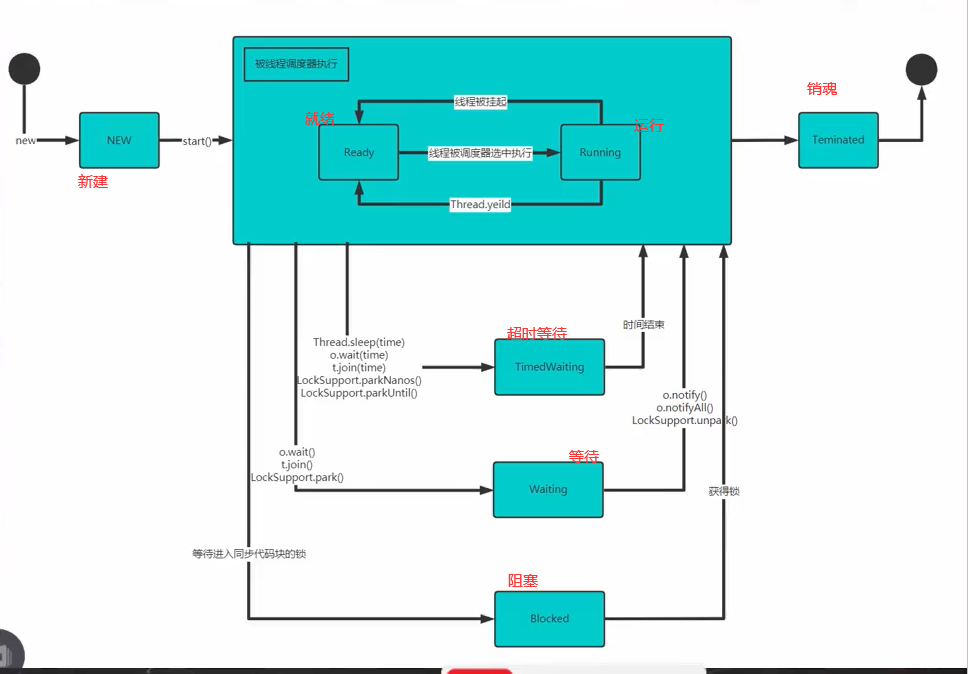 被线程调度器执行
销魂
线程被挂起
就绪
运行
new
NEW
start()
Ready
线程被调度器选中执行
Running
Teminated
新建
Thread.yeild
Thread.sleep(time)
o.wait(time)
t.join(time)
LockSupport.parkNanos()
LockSupport.parkUntil()
超时等待
时间结束
TimedWaiting
o.notify()
o.notifyAll()
LockSupport.unpark()
o.wait()
t.join()
LockSupport.park()
等待
Waiting
获得锁
等待进入同步代码块的锁
阻塞
Blocked